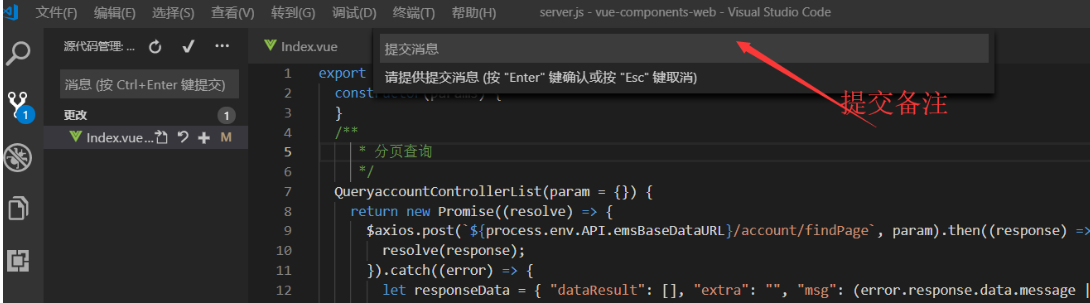 文件(F) 编辑(E) 选择(S) 查看(V) 转到(G) 调试(D) 终端(T) 帮助(H) server.js - vue-components-web - Visual Studio Code
源代码管理: ...
消息 (按 Ctrl+Enter 键提交)
更改 1
Index.vue... M
1
Index.vue
提交消息
请提供提交消息 (按 "Enter" 键确认或按 "Esc" 键取消)
提交备注
1 export
2 constructor(params) {
3 }
4 /**
5 * 分页查询
6 */
7 QueryaccountControllerList(param = {}) {
8 return new Promise((resolve) => {
9 $axios.post(`${process.env.API.emsBaseDataURL}/account/findPage`, param).then((response) =>
10 resolve(response);
11 }).catch((error) => {
12 let responseData = { "dataResult": [], "extra": "", "msg": (error.response.data.message